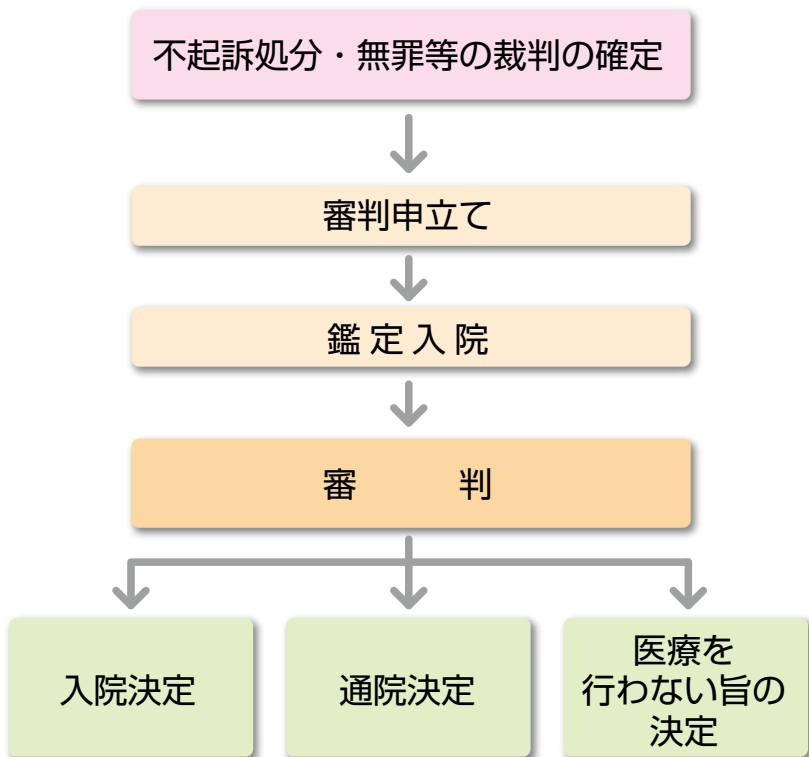 不起訴処分・無罪等の裁判の確定
審判申立て
鑑定入院
審判
入院決定
通院決定
医療を
行わない旨の
決定